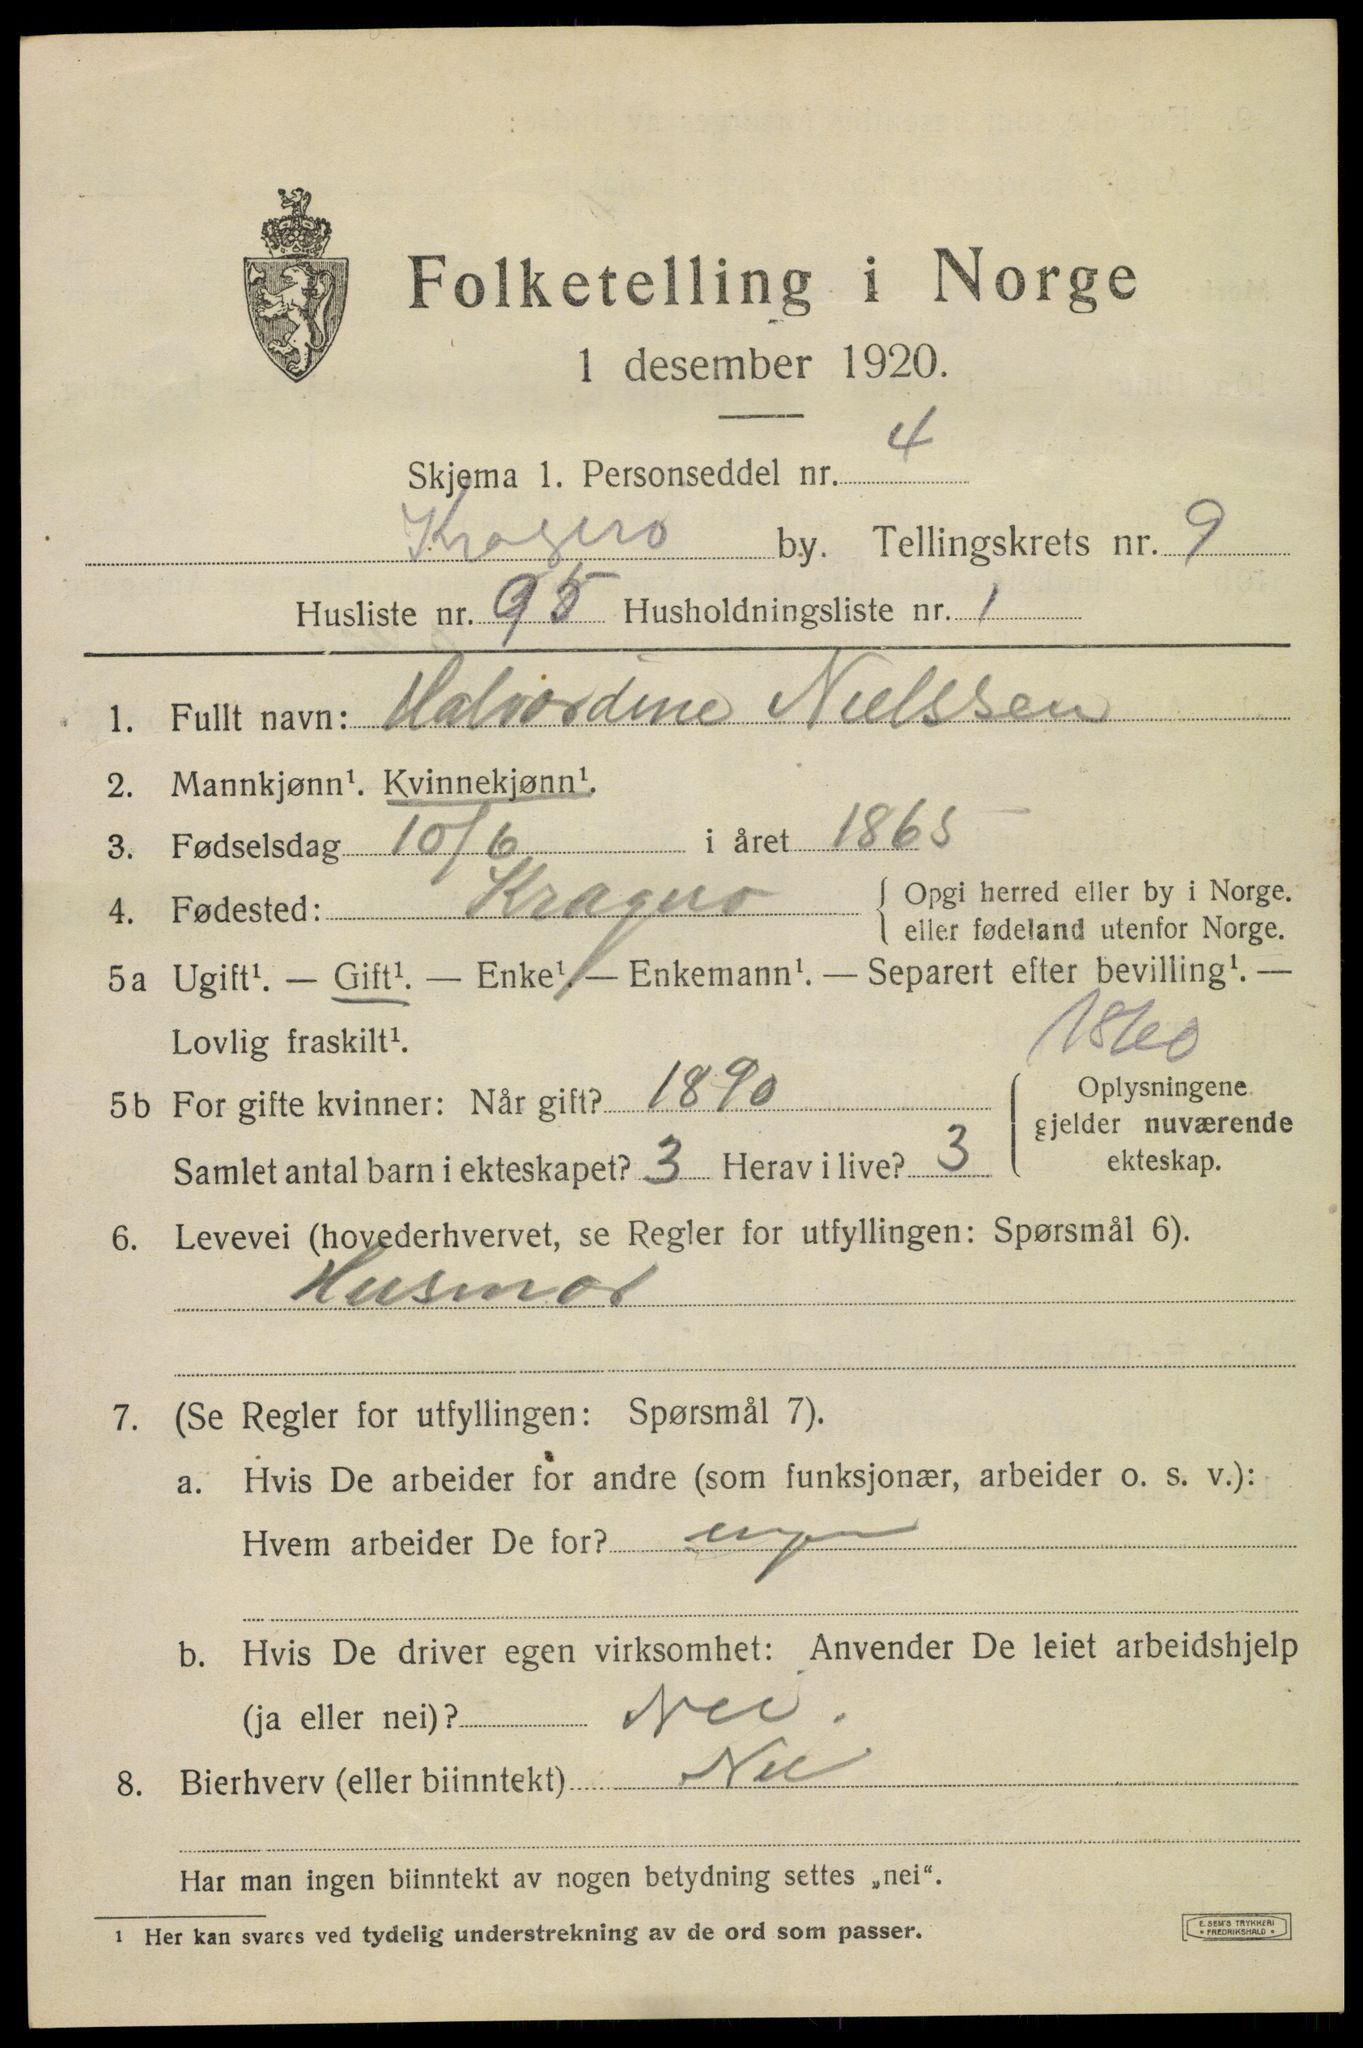 Folketelling i Norge
1 desember 1920.
Skjema 1. Personseddel nr. 4
Kragerø by. Tellingskrets nr. 9
Husliste nr. 95 Husholdningsliste nr. 1
1. Fullt navn: Halvordine Nielssen
2. Mannkjønn¹. Kvinnekjønn¹.
3. Fødselsdag 10/6 i året 1865
4. Fødested: Kragerø { Opgi herred eller by i Norge.
eller fødeland utenfor Norge.
5a Ugift¹. — Gift¹. — Enke¹. — Enkemann¹. — Separert efter bevilling¹. —
Lovlig fraskilt¹.
1860
5b For gifte kvinner: Når gift? 1890
Samlet antal barn i ekteskapet? 3 Herav i live? 3
Oplysningene
gjelder nuværende
ekteskap.
6. Levevei (hovederhvervet, se Regler for utfyllingen: Spørsmål 6).
Husmor
7. (Se Regler for utfyllingen: Spørsmål 7).
a. Hvis De arbeider for andre (som funksjonær, arbeider o. s. v.):
Hvem arbeider De for? ingen
b. Hvis De driver egen virksomhet: Anvender De leiet arbeidshjelp
(ja eller nei)? Nei.
8. Bierhverv (eller biinntekt) Nei
Har man ingen biinntekt av nogen betydning settes „nei“.
¹ Her kan svares ved tydelig understrekning av de ord som passer.
E. SEM'S TRYKKERI
* FREDRIKSHALD *